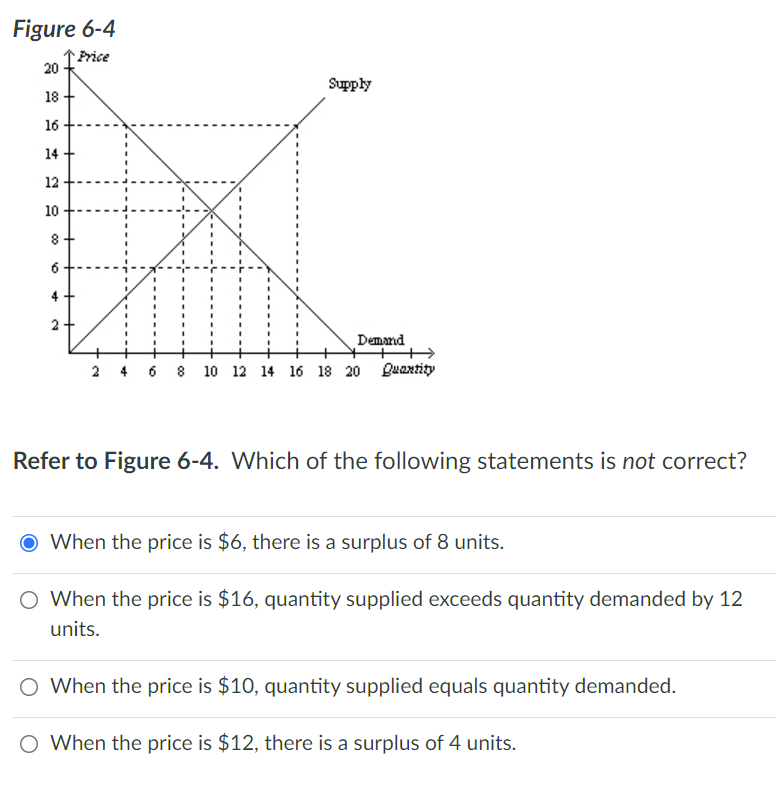 Figure 6-4
Price
20
Supply
18
16
14
12
10
8
6
4
2
Demand
2 4 6 8 10 12 14 16 18 20 Quantity
Refer to Figure 6-4. Which of the following statements is not correct?
When the price is $6, there is a surplus of 8 units.
When the price is $16, quantity supplied exceeds quantity demanded by 12
units.
When the price is $10, quantity supplied equals quantity demanded.
When the price is $12, there is a surplus of 4 units.